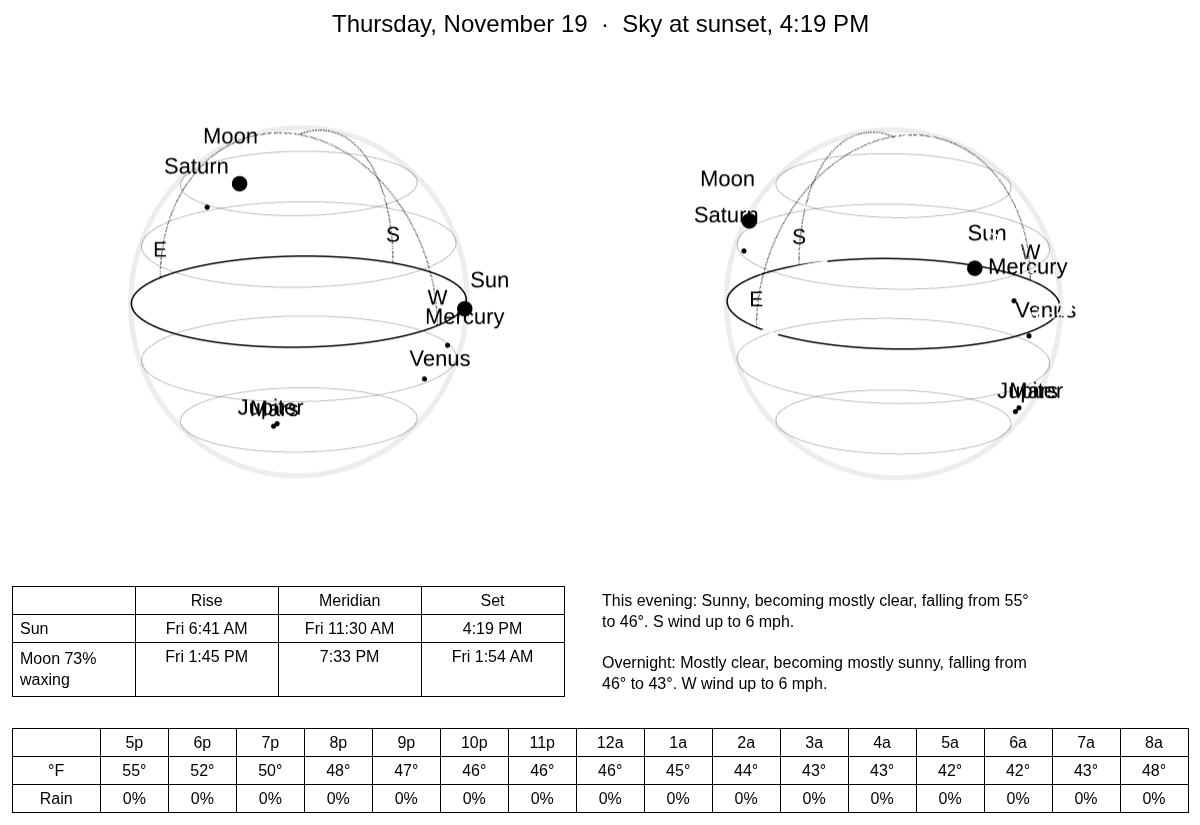 Thursday, November 19 · Sky at sunset, 4:19 PM
Moon
Saturn
E
S
Sun
W
Mercury
Venus
Jupiter
Mars
Moon
Saturn
S
Sun
W
Mercury
E
Venus
Jupiter
Mars
Rise Meridian Set
Sun Fri 6:41 AM Fri 11:30 AM 4:19 PM
Moon 73% Fri 1:45 PM 7:33 PM Fri 1:54 AM
waxing
This evening: Sunny, becoming mostly clear, falling from 55°
to 46°. S wind up to 6 mph.
Overnight: Mostly clear, becoming mostly sunny, falling from
46° to 43°. W wind up to 6 mph.
5p 6p 7p 8p 9p 10p 11p 12a 1a 2a 3a 4a 5a 6a 7a 8a
°F 55° 52° 50° 48° 47° 46° 46° 46° 45° 44° 43° 43° 42° 42° 43° 48°
Rain 0% 0% 0% 0% 0% 0% 0% 0% 0% 0% 0% 0% 0% 0% 0% 0%